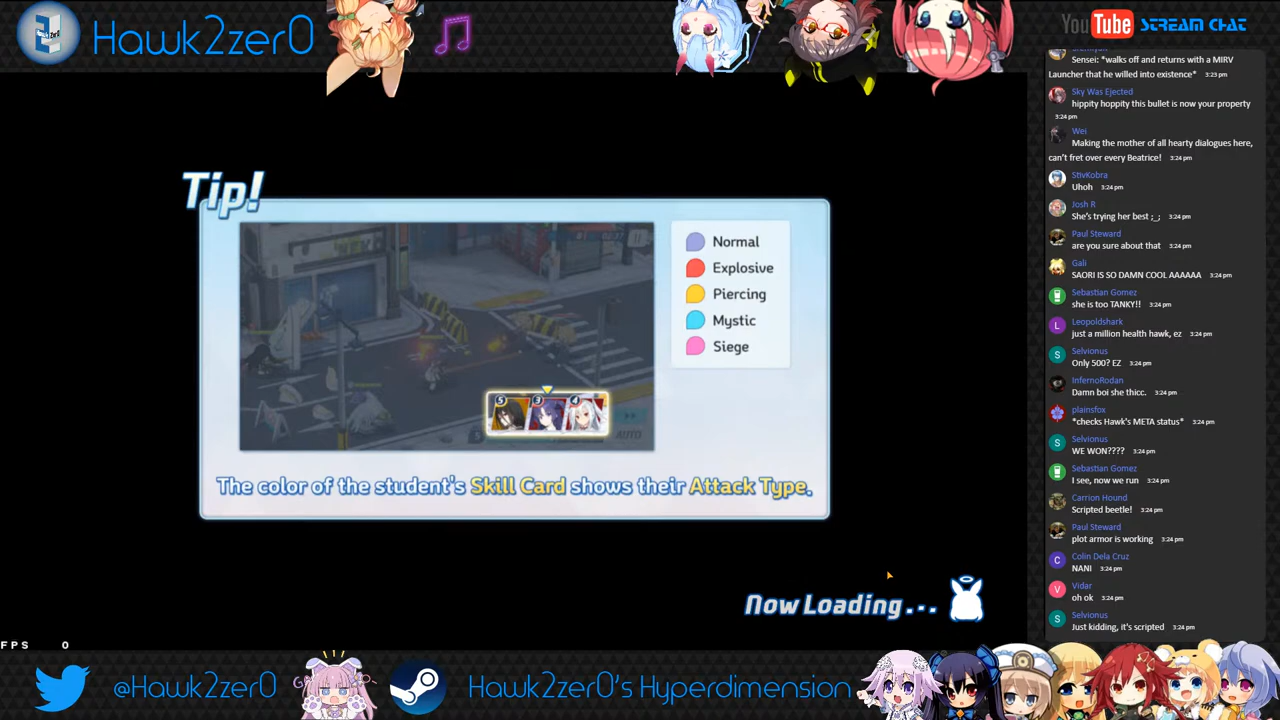 Hawk2zer0
You Tube STREAM CHAT
Sensei: *walks off and returns with a MIRV
Launcher that he willed into existence* 3:23 pm
Sky Was Ejected
hippity hoppity this bullet is now your property
3:24 pm
Wei
Making the mother of all hearty dialogues here,
can't fret over every Beatrice! 3:24 pm
StivKobra
Uhoh 3:24 pm
Josh R
She's trying her best ;_; 3:24 pm
Paul Steward
are you sure about that 3:24 pm
Gali
SAORI IS SO DAMN COOL AAAAAA 3:24 pm
Sebastian Gomez
she is too TANKY!! 3:24 pm
L
Leopoldshark
just a million health hawk, ez 3:24 pm
S
Selvionus
Only 500? EZ 3:24 pm
InfernoRodan
Damn boi she thicc. 3:24 pm
plainsfox
*checks Hawk's META status* 3:24 pm
S
Selvionus
WE WON???? 3:24 pm
Sebastian Gomez
I see, now we run 3:24 pm
Carrion Hound
Scripted beetle! 3:24 pm
Paul Steward
plot armor is working 3:24 pm
C
Colin Dela Cruz
NANI 3:24 pm
V
Vidar
oh ok 3:24 pm
S
Selvionus
Just kidding, it's scripted 3:24 pm
Tip!
02:37
Normal
Explosive
Piercing
Mystic
Siege
5 3 4
AUTO
The color of the student's Skill Card shows their Attack Type.
Now Loading...
FPS 0
@Hawk2zer0
Hawk2zer0's Hyperdimension